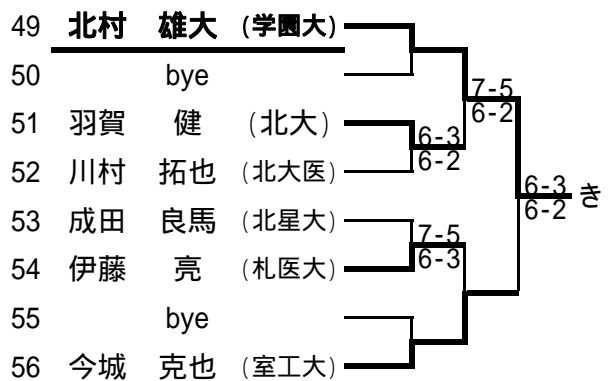 49 北村 雄大 (学園大)
50 bye
7-5
6-2
51 羽賀 健 (北大)
6-3
6-2
52 川村 拓也 (北大医)
6-3
6-2
き
53 成田 良馬 (北星大)
7-5
6-3
54 伊藤 亮 (札医大)
55 bye
56 今城 克也 (室工大)